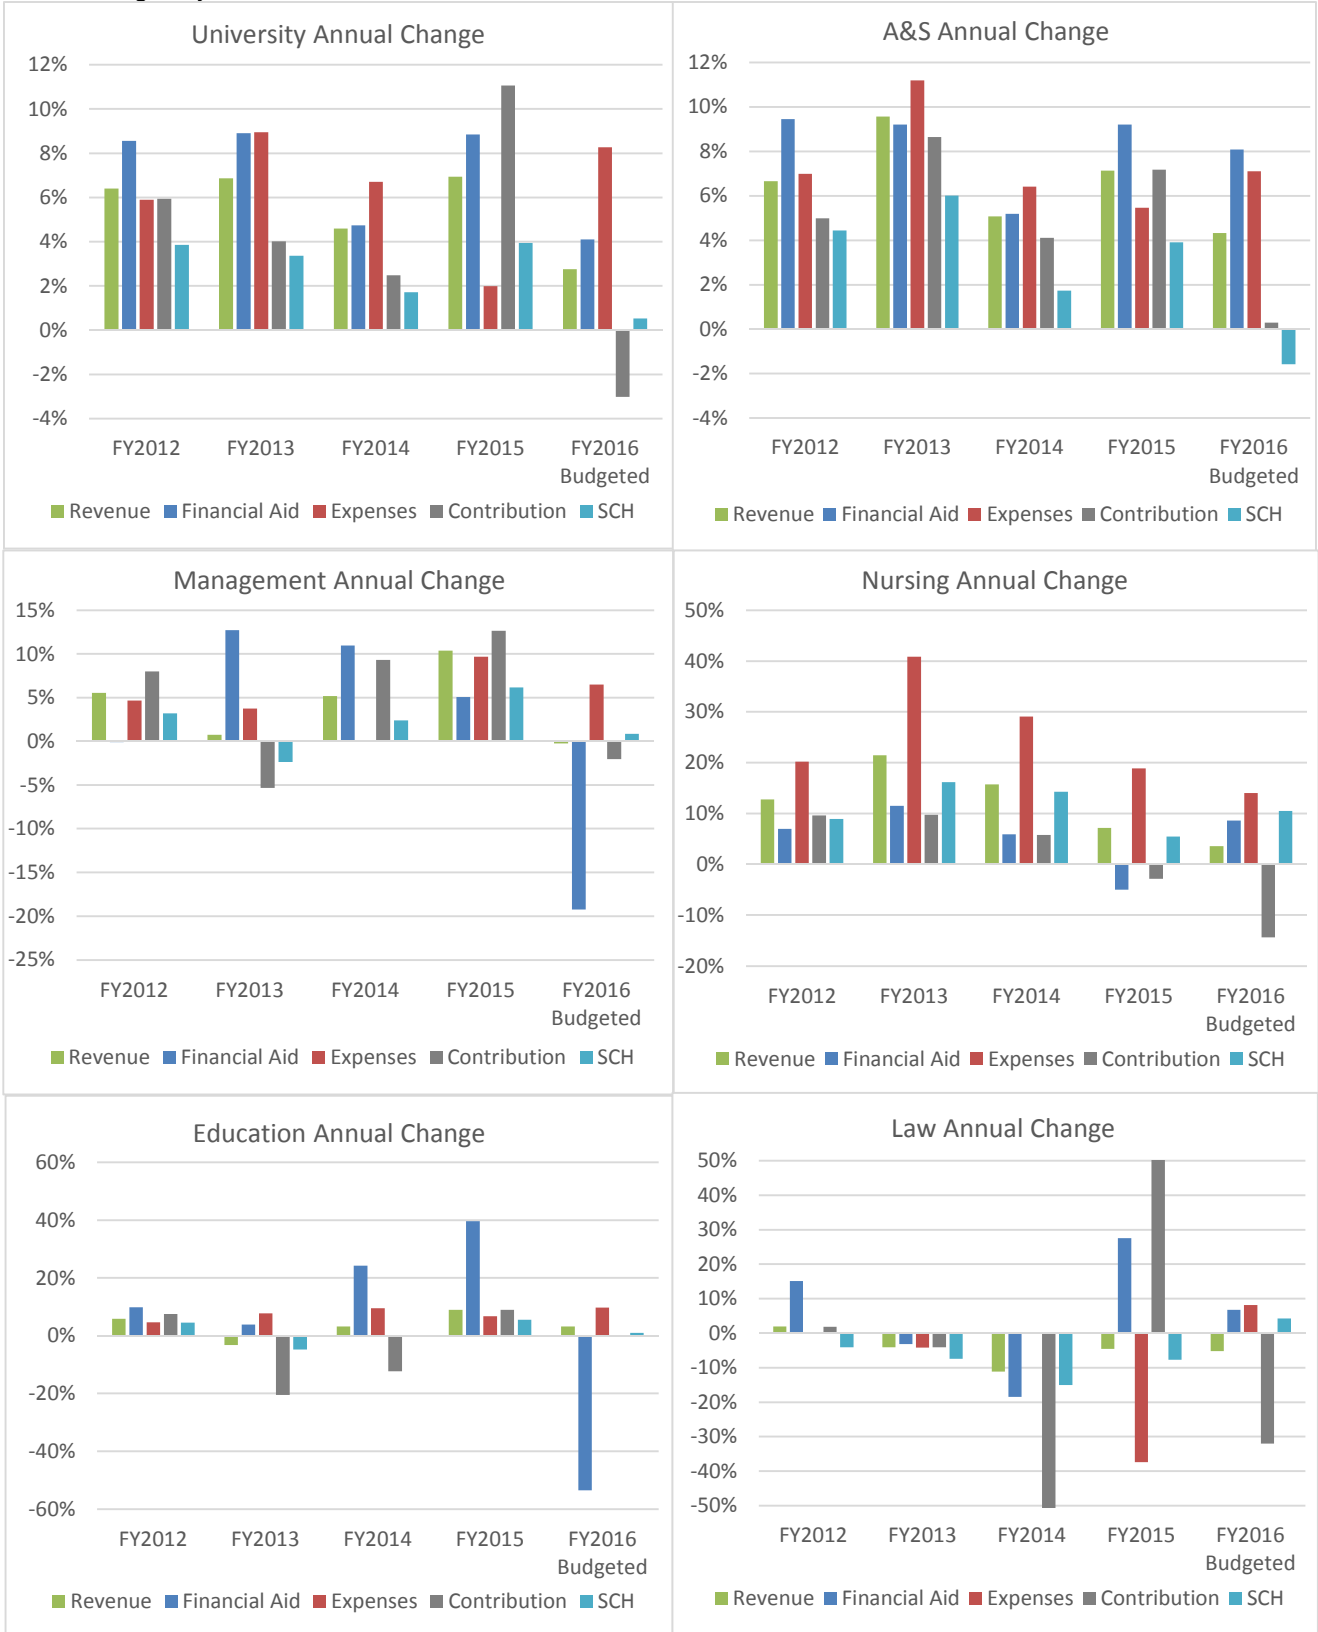 University Annual Change
12%
10%
8%
6%
4%
2%
0%
-2%
-4%
FY2012 FY2013 FY2014 FY2015 FY2016
Budgeted
Revenue Financial Aid Expenses Contribution SCH
A&S Annual Change
12%
10%
8%
6%
4%
2%
0%
-2%
-4%
FY2012 FY2013 FY2014 FY2015 FY2016
Budgeted
Revenue Financial Aid Expenses Contribution SCH
Management Annual Change
15%
10%
5%
0%
-5%
-10%
-15%
-20%
-25%
FY2012 FY2013 FY2014 FY2015 FY2016
Budgeted
Revenue Financial Aid Expenses Contribution SCH
Nursing Annual Change
50%
40%
30%
20%
10%
0%
-10%
-20%
FY2012 FY2013 FY2014 FY2015 FY2016
Budgeted
Revenue Financial Aid Expenses Contribution SCH
Education Annual Change
60%
40%
20%
0%
-20%
-40%
-60%
FY2012 FY2013 FY2014 FY2015 FY2016
Budgeted
Revenue Financial Aid Expenses Contribution SCH
Law Annual Change
50%
40%
30%
20%
10%
0%
-10%
-20%
-30%
-40%
-50%
FY2012 FY2013 FY2014 FY2015 FY2016
Budgeted
Revenue Financial Aid Expenses Contribution SCH